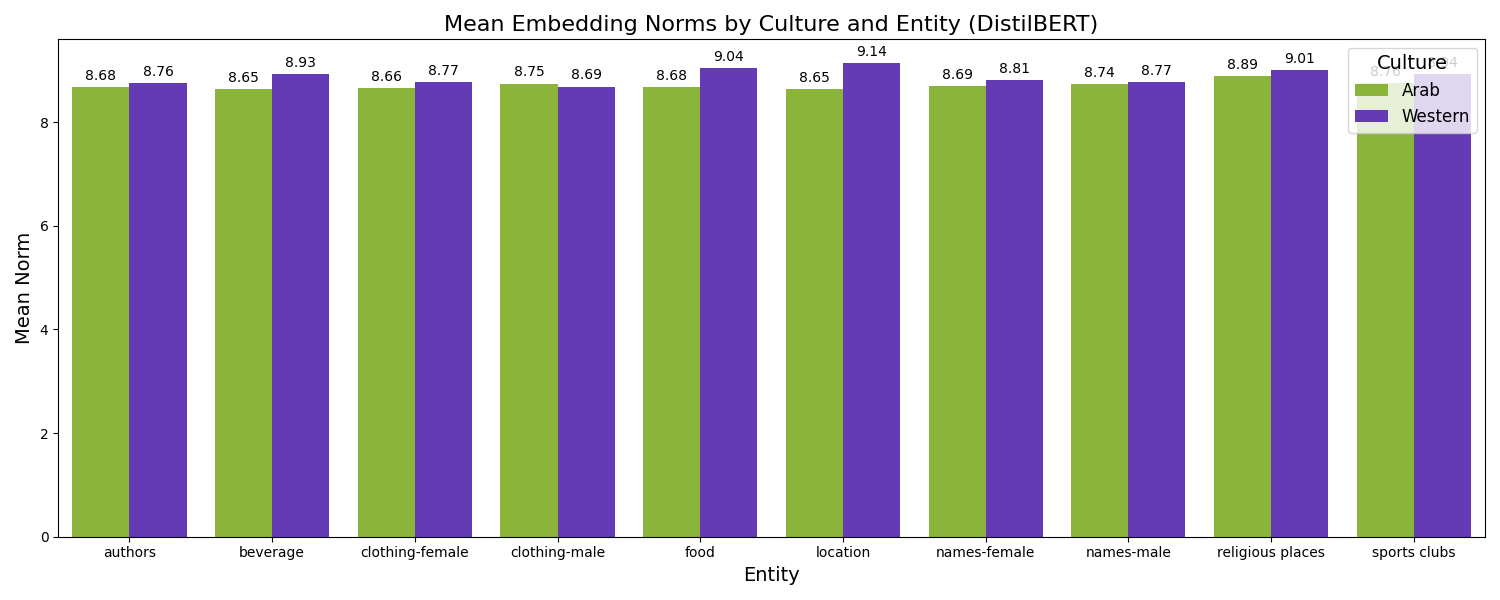 Mean Embedding Norms by Culture and Entity (DistilBERT)
8.68 8.76 8.65 8.93 8.66 8.77 8.75 8.69 8.68 9.04 8.65 9.14 8.69 8.81 8.74 8.77 8.89 9.01 8.76
Culture
Arab
Western
Mean Norm
8
6
4
2
0
authors beverage clothing-female clothing-male food location names-female names-male religious places sports clubs
Entity